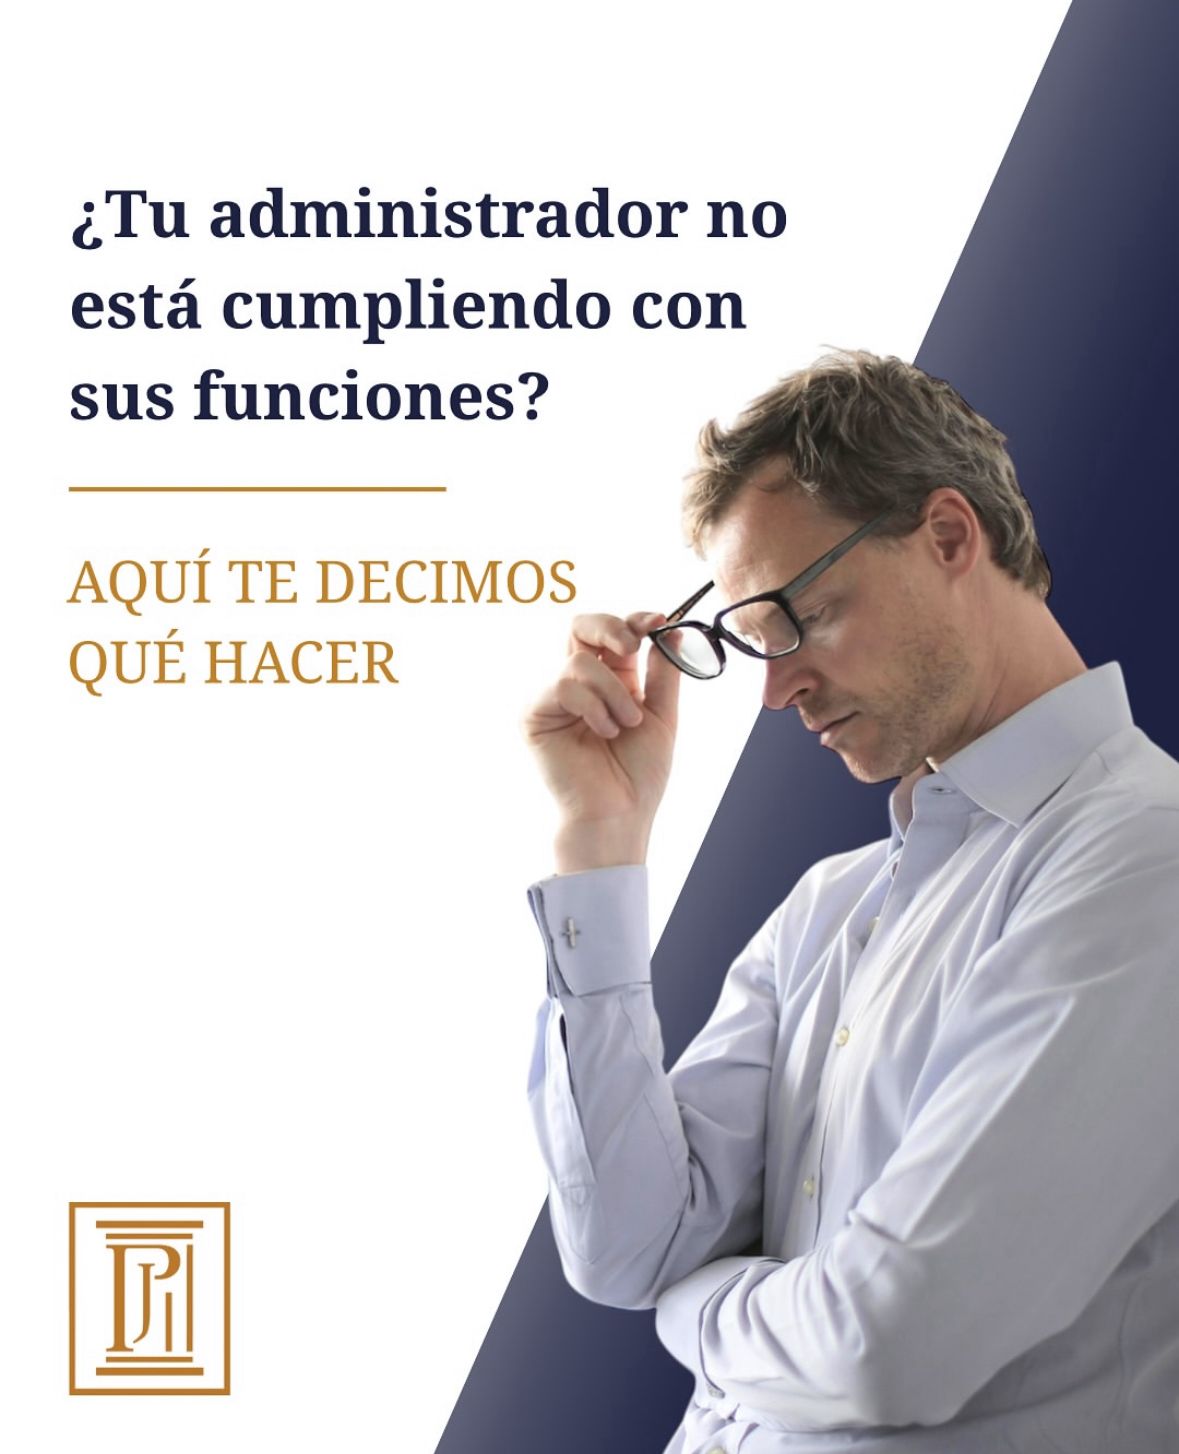 ¿Tu administrador no
está cumpliendo con
sus funciones?
AQUÍ TE DECIMOS
QUÉ HACER